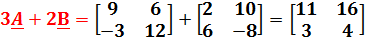 3A + 2B = [9 6] + [2 10] = [11 16]
[-3 12] [6 -8] [3 4]